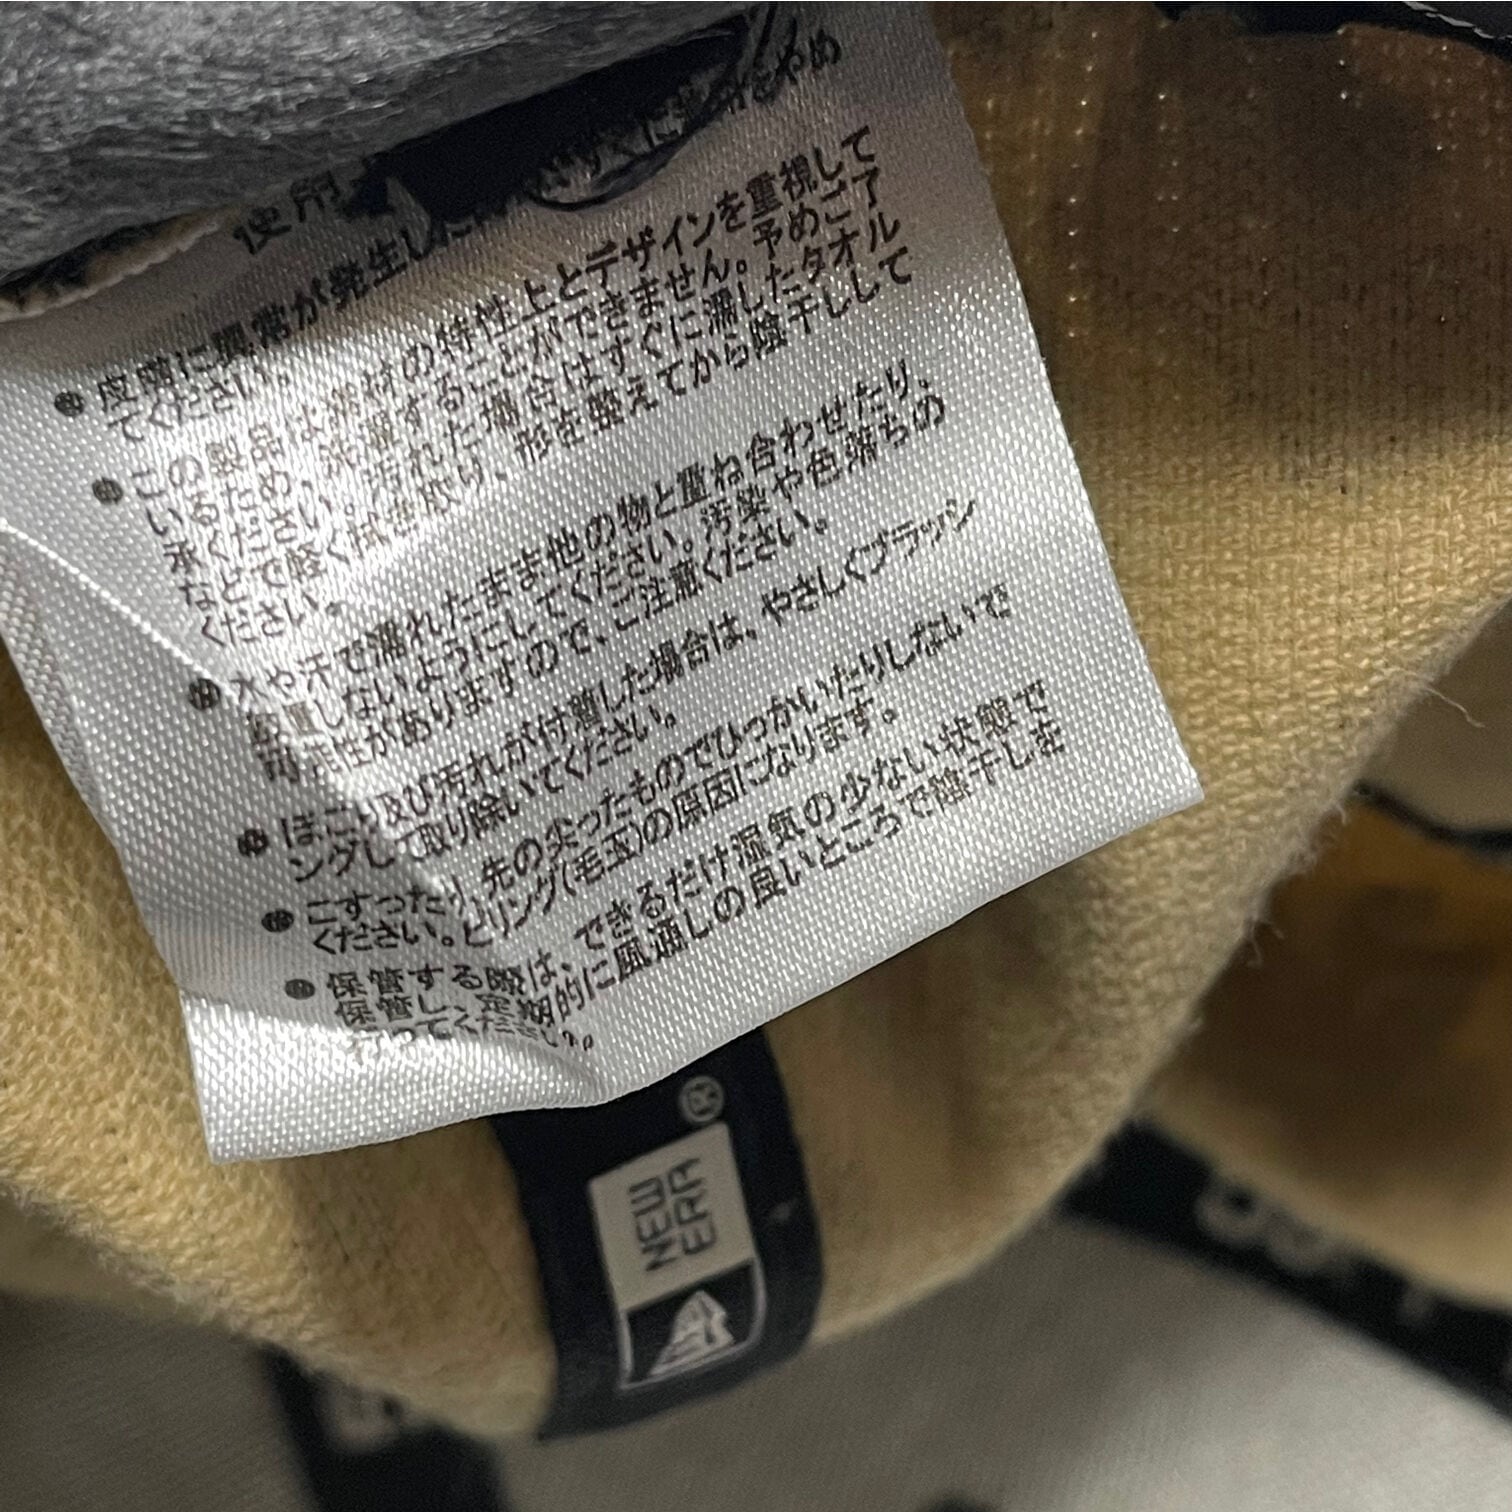 ● 皮膚に異常が発生した 使用 すぐに やめ
てください。
● この製品は素材の特性上とデザインを重視して
いるため、洗濯することができません。予めご了
承ください。汚れた場合はすぐに濡らしたタオル
などで軽く拭き取り、形を整えてから陰干しして
ください。
● 水や汗で濡れたまま他の物と重ね合わせたり、
放置しないようにしてください。汚染や色落ちの
可能性がありますので、ご注意ください。
● ほこり及び汚れが付着した場合は、やさしくブラッシ
ングして取り除いてください。
● こすったり、先の尖ったものでひっかいたりしないで
ください。ピリング(毛玉)の原因になります。
● 保管する際は、できるだけ湿気の少ない状態で
保管し、定期的に風通しの良いところで陰干しを
行ってください。
NEW
ERA
®